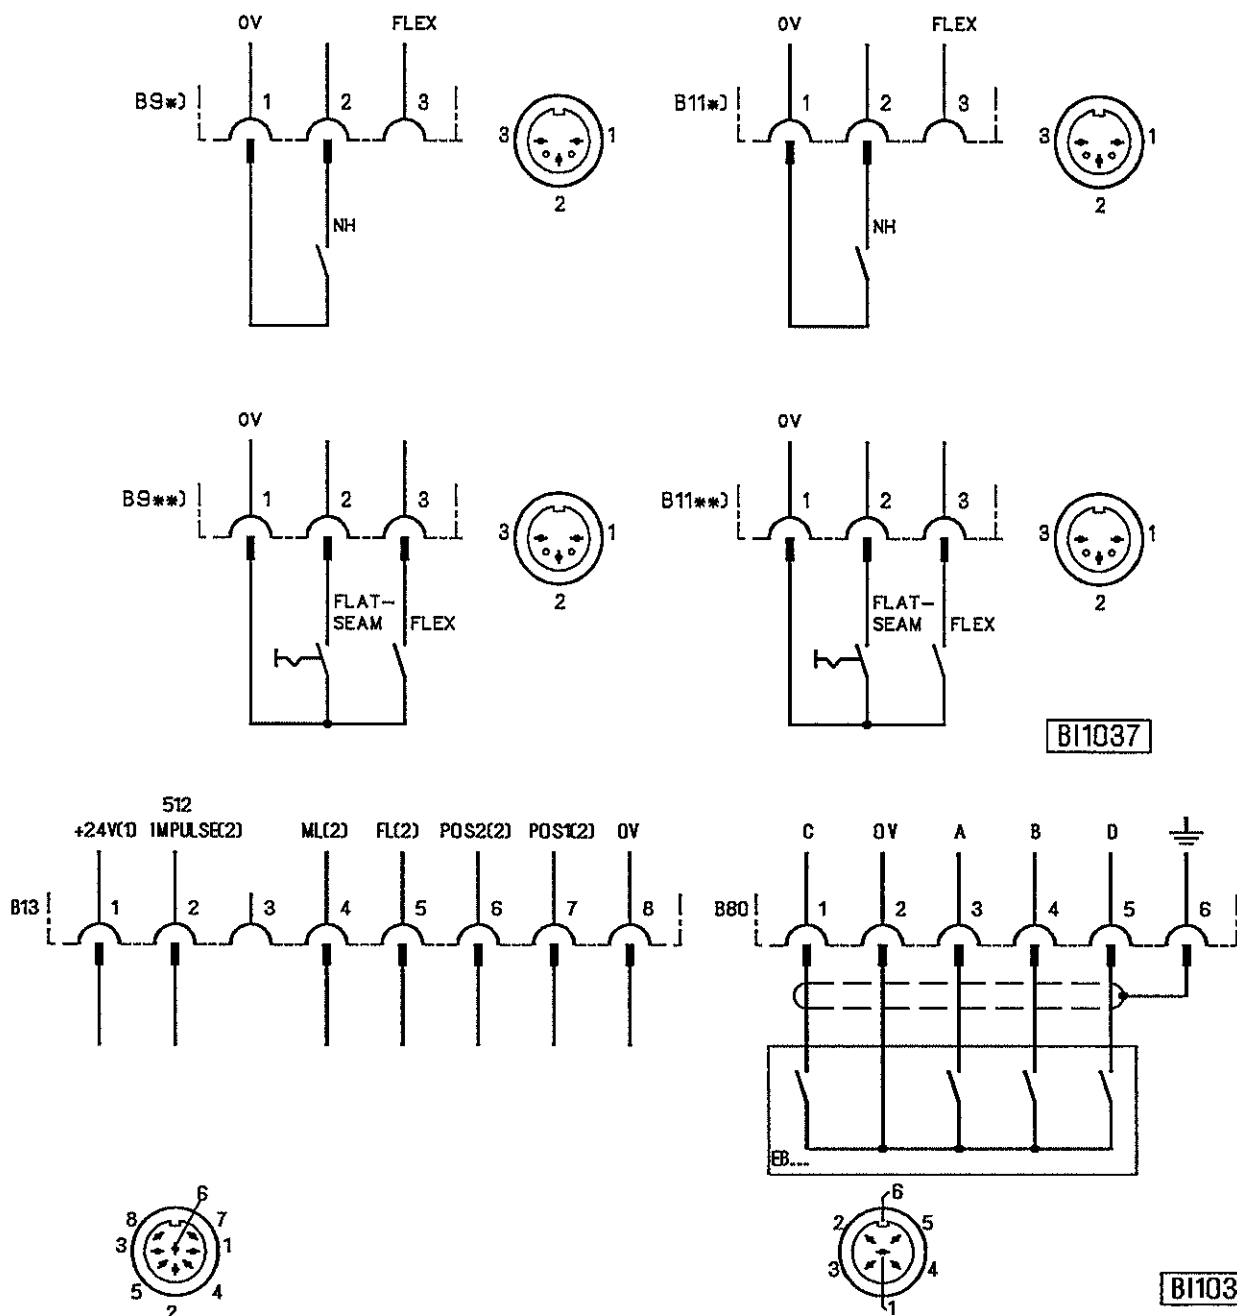 0V FLEX 0V FLEX
B9*) 1 2 3 3 1 B11*) 1 2 3 3 1
2 2
NH NH
0V 0V
B9**) 1 2 3 3 1 B11**) 1 2 3 3 1
2 2
FLAT- FLAT-
SEAM FLEX SEAM FLEX
BI1037
512
+24V(1) IMPULSE(2) ML(2) FL(2) POS2(2) POS1(2) 0V C 0V A B D
B13 1 2 3 4 5 6 7 8 B80 1 2 3 4 5 6
EB...
6 6
8 7 2 5
3 1 3 4
5 4 1
2
BI103